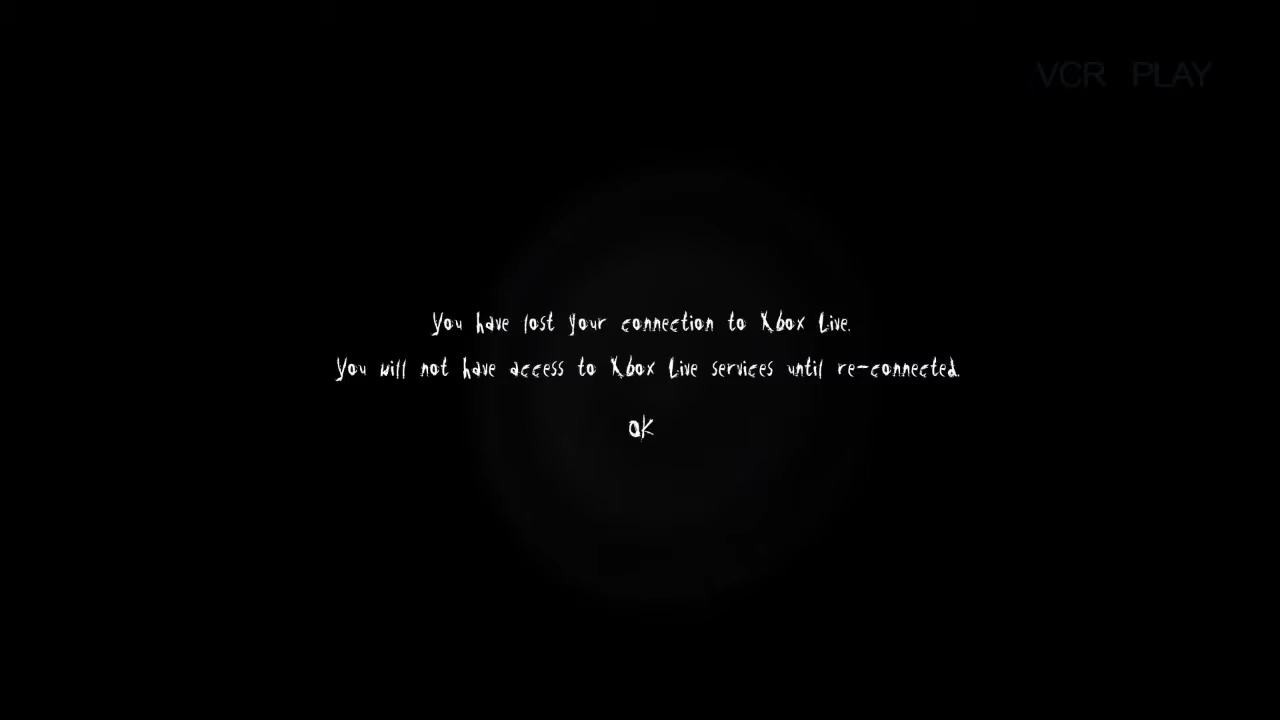 VCR PLAY
You have lost your connection to Xbox Live.
You will not have access to Xbox Live services until re-connected.
OK